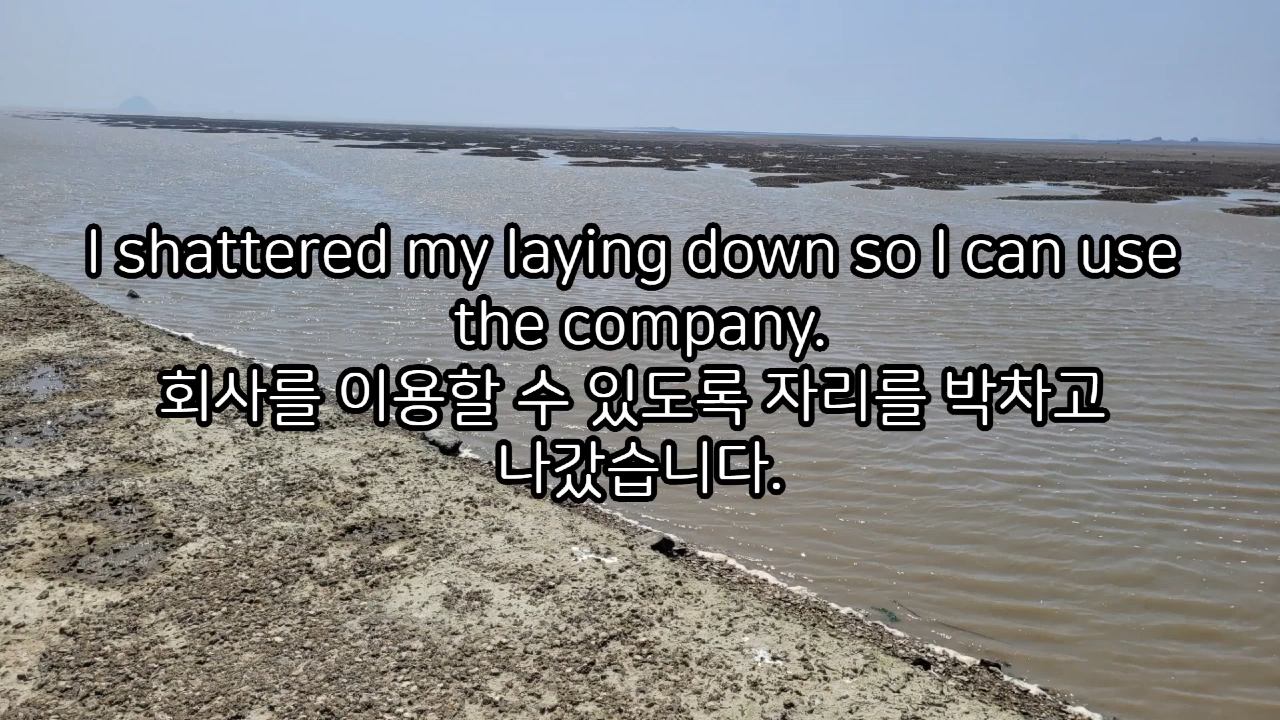 I shattered my laying down so I can use
the company.
회사를 이용할 수 있도록 자리를 박차고
나갔습니다.